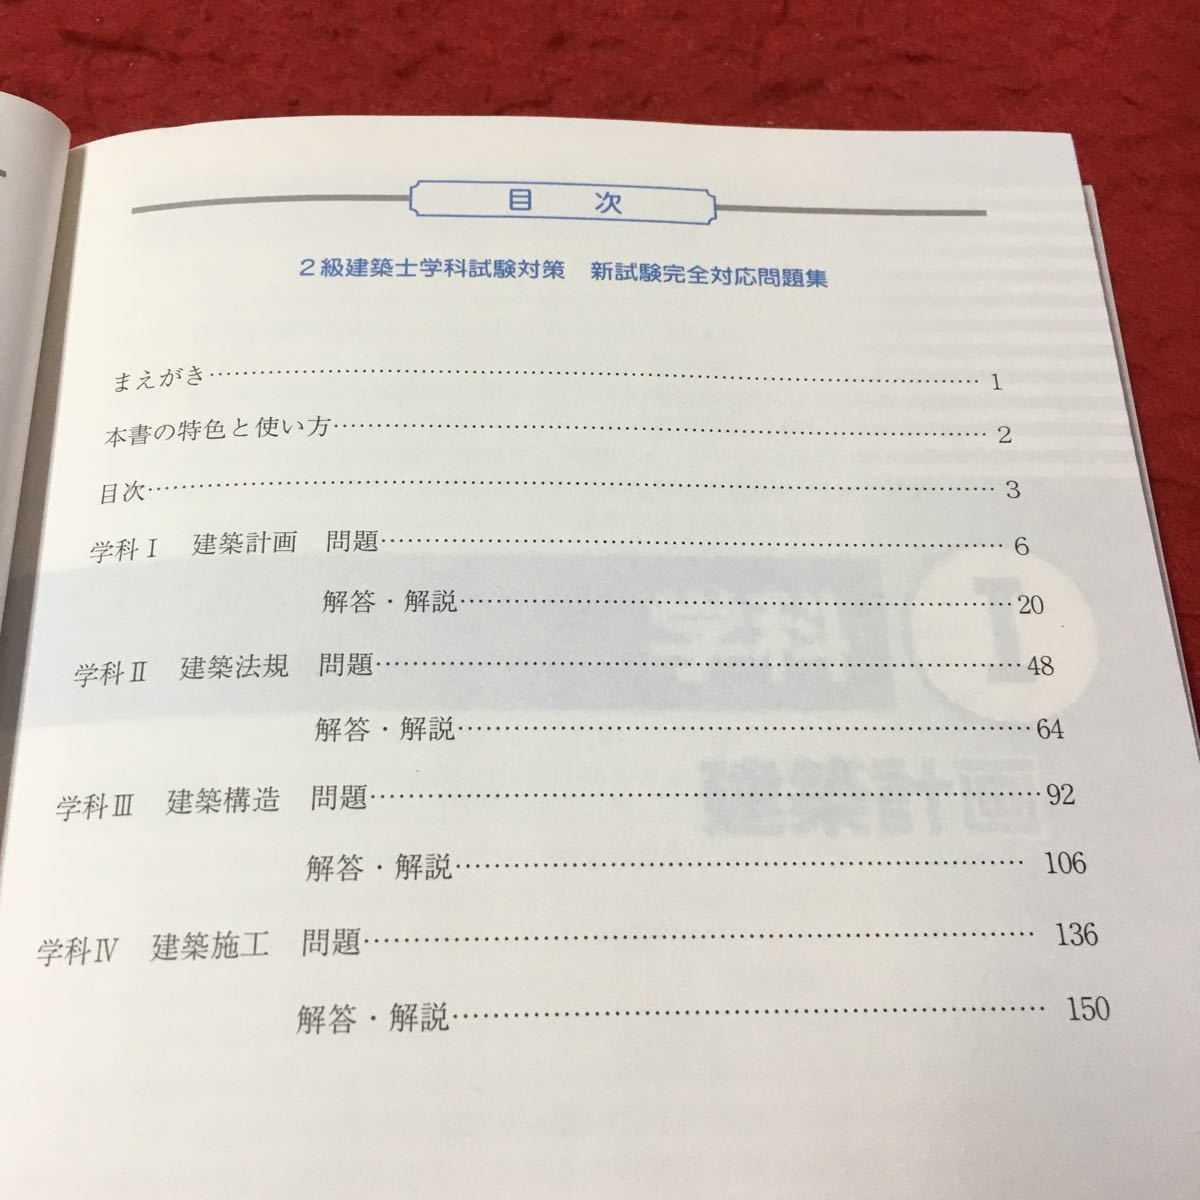 目　次
２級建築士学科試験対策　新試験完全対応問題集
まえがき…………………………………………………………1
本書の特色と使い方…………………………………………………………2
目次…………………………………………………………3
学科Ⅰ　建築計画　問題…………………………………………………………6
解答・解説…………………………………………………………20
学科Ⅱ　建築法規　問題…………………………………………………………48
解答・解説…………………………………………………………64
学科Ⅲ　建築構造　問題…………………………………………………………92
解答・解説…………………………………………………………106
学科Ⅳ　建築施工　問題…………………………………………………………136
解答・解説…………………………………………………………150